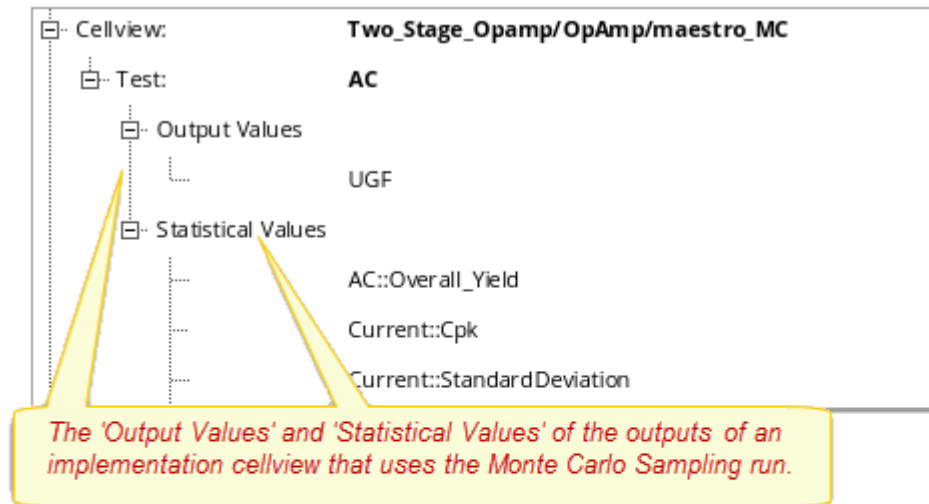 Cellview: Two_Stage_Opamp/OpAmp/maestro_MC
Test: AC
Output Values
UGF
Statistical Values
AC::Overall_Yield
Current::Cpk
Current::StandardDeviation
The 'Output Values' and 'Statistical Values' of the outputs of an
implementation cellview that uses the Monte Carlo Sampling run.